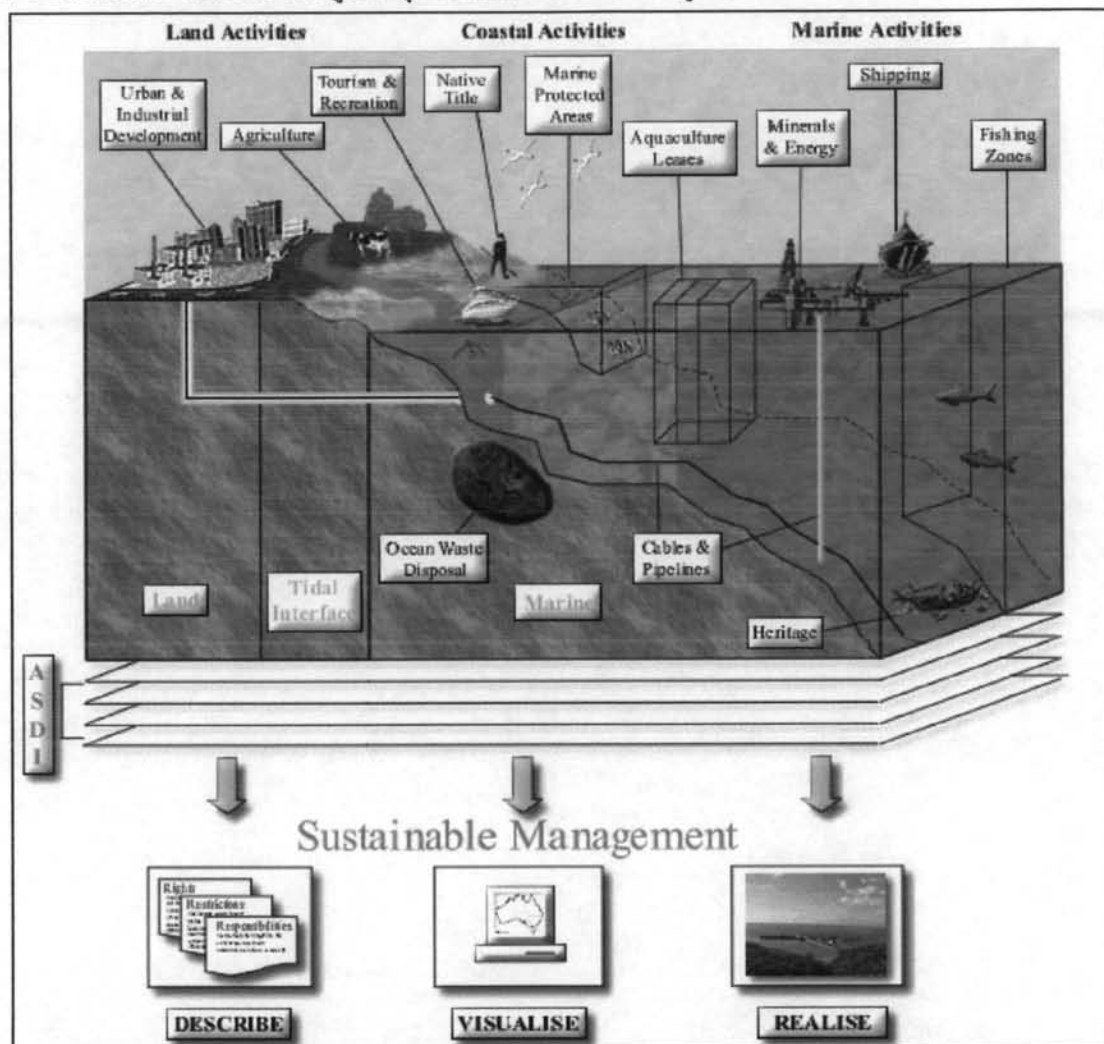 Land Activities
Coastal Activities
Marine Activities
Urban &
Industrial
Development
Agriculture
Tourism &
Recreation
Native
Title
Marine
Protected
Areas
Aquaculture
Leases
Minerals
& Energy
Shipping
Fishing
Zones
Ocean Waste
Disposal
Cables &
Pipelines
Heritage
Land
Tidal
Interface
Marine
A
S
D
I
Sustainable Management
Rights
Restrictions
Responsibilities
DESCRIBE
VISUALISE
REALISE